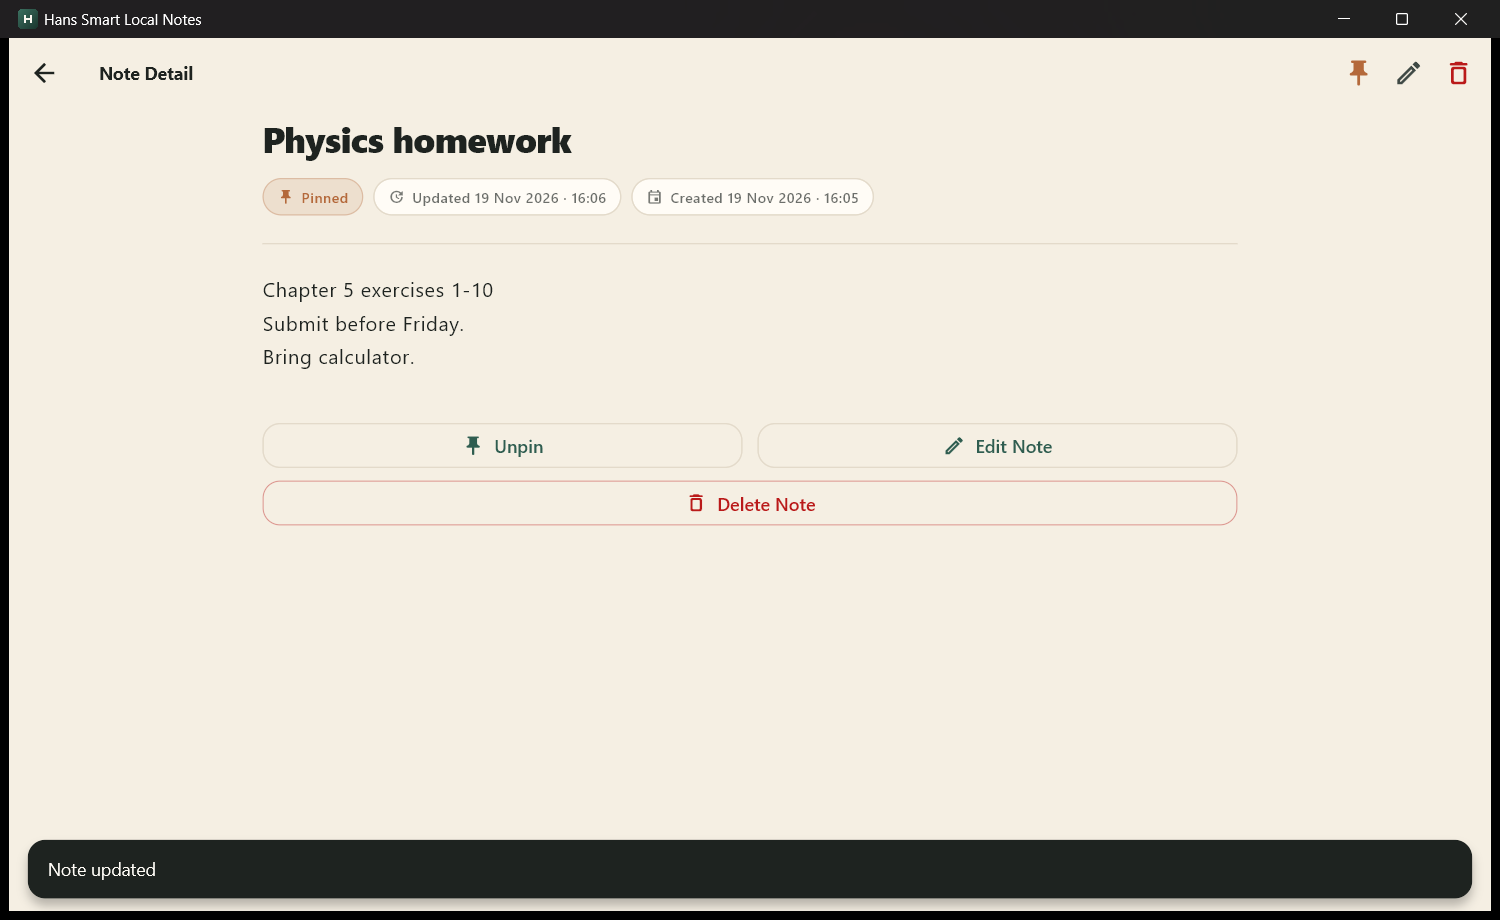 H Hans Smart Local Notes
Note Detail
Physics homework
Pinned Updated 19 Nov 2026 · 16:06 Created 19 Nov 2026 · 16:05
Chapter 5 exercises 1-10
Submit before Friday.
Bring calculator.
Unpin Edit Note
Delete Note
Note updated